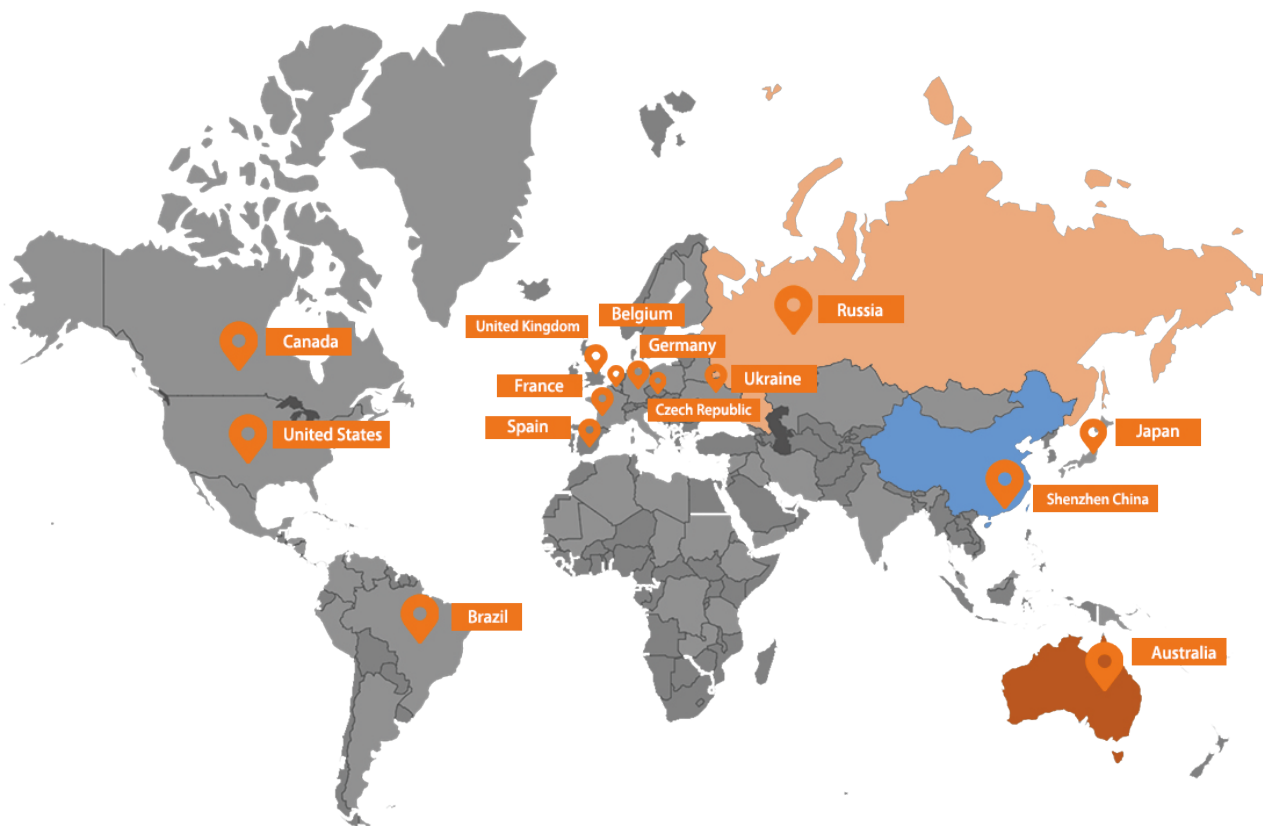 Belgium
Russia
United Kingdom
Canada
Germany
France
Ukraine
Czech Republic
Spain
United States
Japan
Shenzhen China
Brazil
Australia